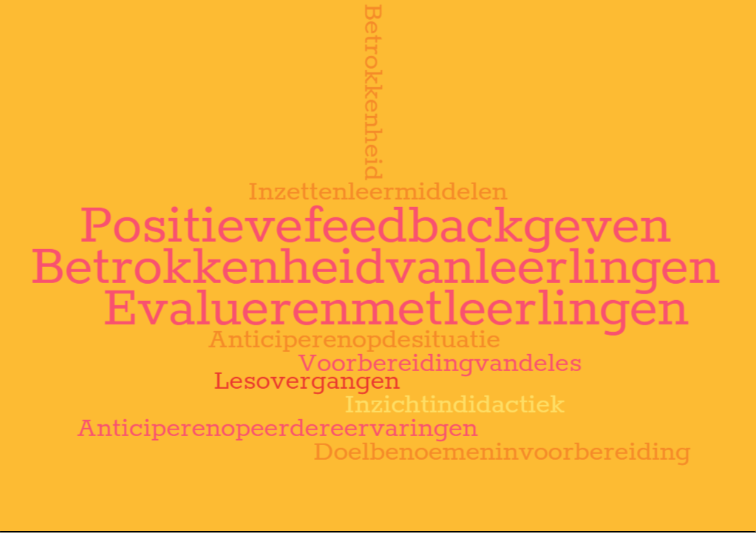 Betrokkenheid
Inzettenleermiddelen
Positievefeedbackgeven
Betrokkenheidvanleerlingen
Evaluerenmetleerlingen
Anticiperenopdesituatie
Voorbereidingvandeles
Lesovergangen
Inzichtindidactiek
Anticiperenopeerdereervaringen
Doelbenoemeninvoorbereiding